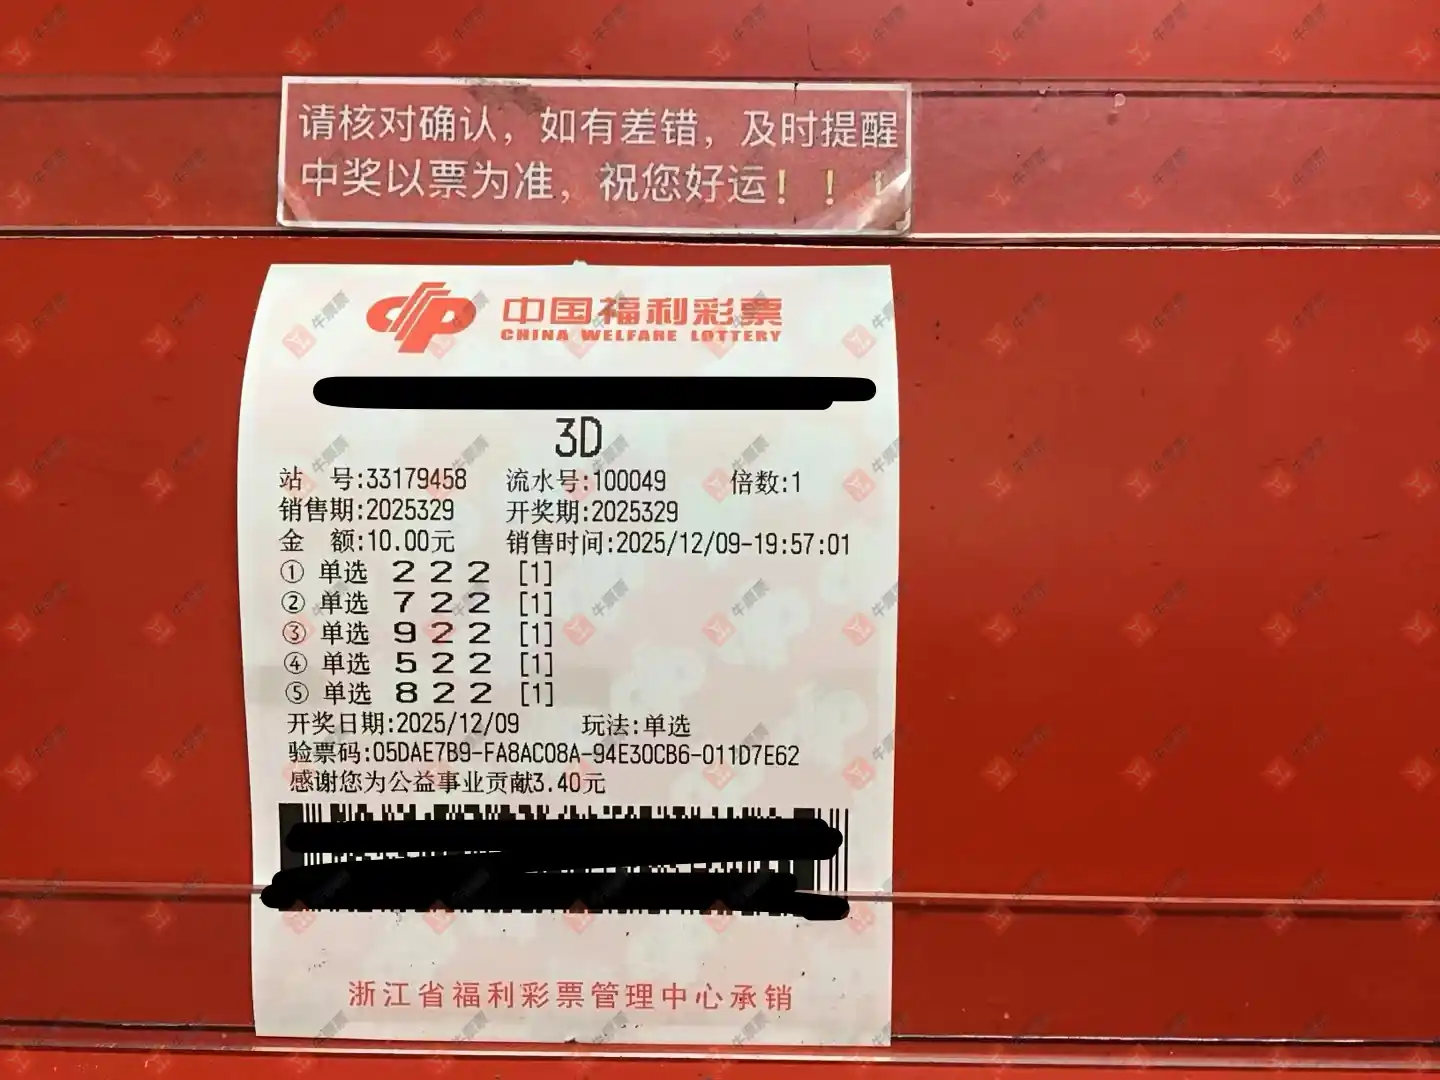 请核对确认，如有差错，及时提醒
中奖以票为准，祝您好运！！！
中国福利彩票
CHINA WELFARE LOTTERY
3D
站 号:33179458 流水号:100049 倍数:1
销售期:2025329 开奖期:2025329
金 额:10.00元 销售时间:2025/12/09-19:57:01
① 单选 2 2 2 [1]
② 单选 7 2 2 [1]
③ 单选 9 2 2 [1]
④ 单选 5 2 2 [1]
⑤ 单选 8 2 2 [1]
开奖日期:2025/12/09 玩法:单选
验票码:05DAE7B9-FA8AC08A-94E30CB6-011D7E62
感谢您为公益事业贡献3.40元
浙江省福利彩票管理中心承销
牛票票